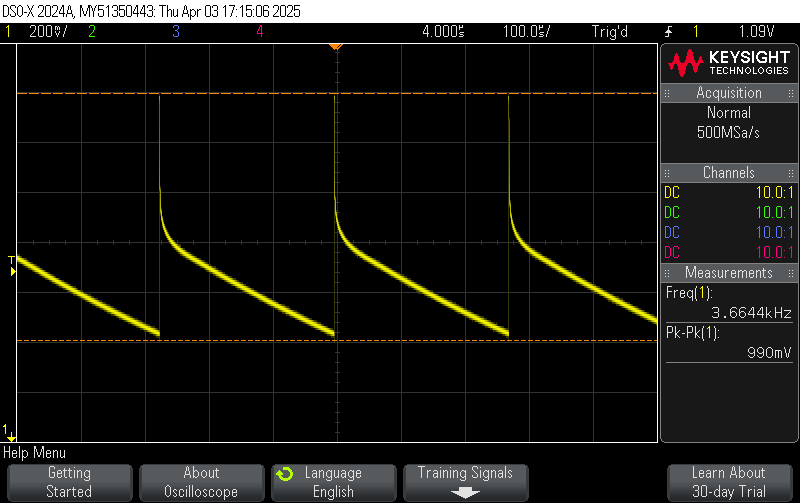 DSO-X 2024A, MY51350443: Thu Apr 03 17:15:06 2025
1 200%/ 2 3 4 4.000s 100.0s/ Trig'd 1 1.09V
KEYSIGHT
TECHNOLOGIES
Acquisition
Normal
500MSa/s
Channels
DC 10.0:1
DC 10.0:1
DC 10.0:1
DC 10.0:1
Measurements
Freq(1):
3.6644kHz
Pk-Pk(1):
990mV
T
1
Help Menu
Getting
Started
About
Oscilloscope
Language
English
Training Signals
Learn About
30-day Trial